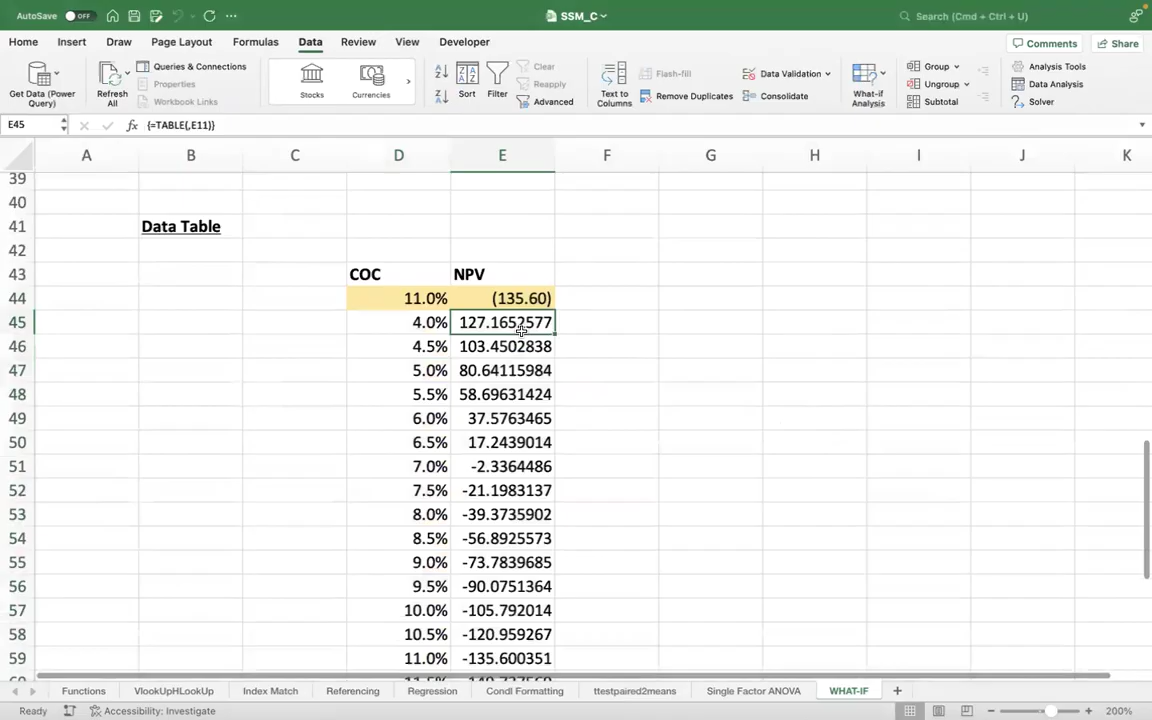 AutoSave OFF SSM_C Search (Cmd + Ctrl + U)
Home Insert Draw Page Layout Formulas Data Review View Developer Comments Share
Get Data (Power Query) Refresh All Queries & Connections Properties Workbook Links Stocks Currencies Sort Filter Clear Reapply Advanced Text to Columns Flash-fill Remove Duplicates Data Validation Consolidate What-if Analysis Group Ungroup Subtotal Analysis Tools Data Analysis Solver
E45 fx {=TABLE(,E11)}
A B C D E F G H I J K
39
40
41 Data Table
42
43 COC NPV
44 11.0% (135.60)
45 4.0% 127.1652577
46 4.5% 103.4502838
47 5.0% 80.64115984
48 5.5% 58.69631424
49 6.0% 37.5763465
50 6.5% 17.2439014
51 7.0% -2.3364486
52 7.5% -21.1983137
53 8.0% -39.3735902
54 8.5% -56.8925573
55 9.0% -73.7839685
56 9.5% -90.0751364
57 10.0% -105.792014
58 10.5% -120.959267
59 11.0% -135.600351
Functions VlookUpHLookUp Index Match Referencing Regression Condl Formatting ttestpaired2means Single Factor ANOVA WHAT-IF
Ready Accessibility: Investigate 200%